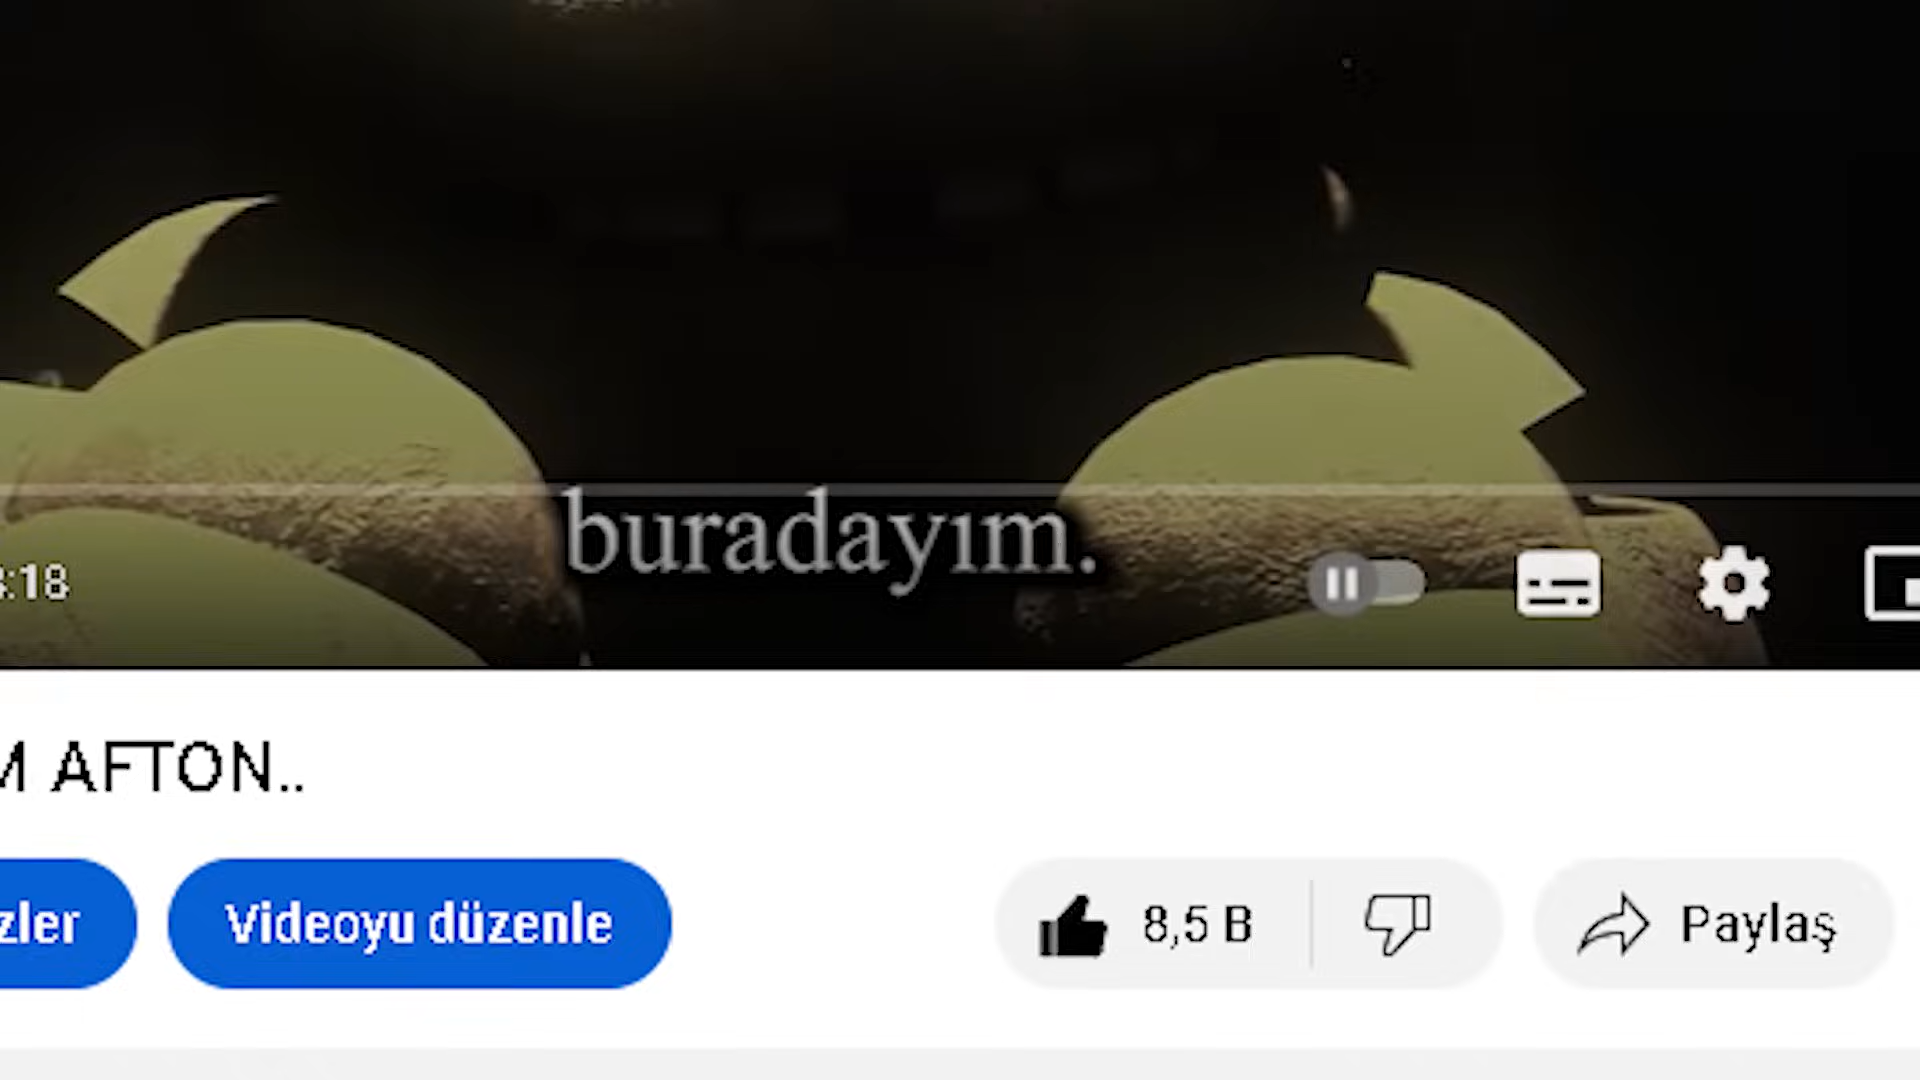 buradayım.
:18
M AFTON..
zler
Videoyu düzenle
8,5 B
Paylaş